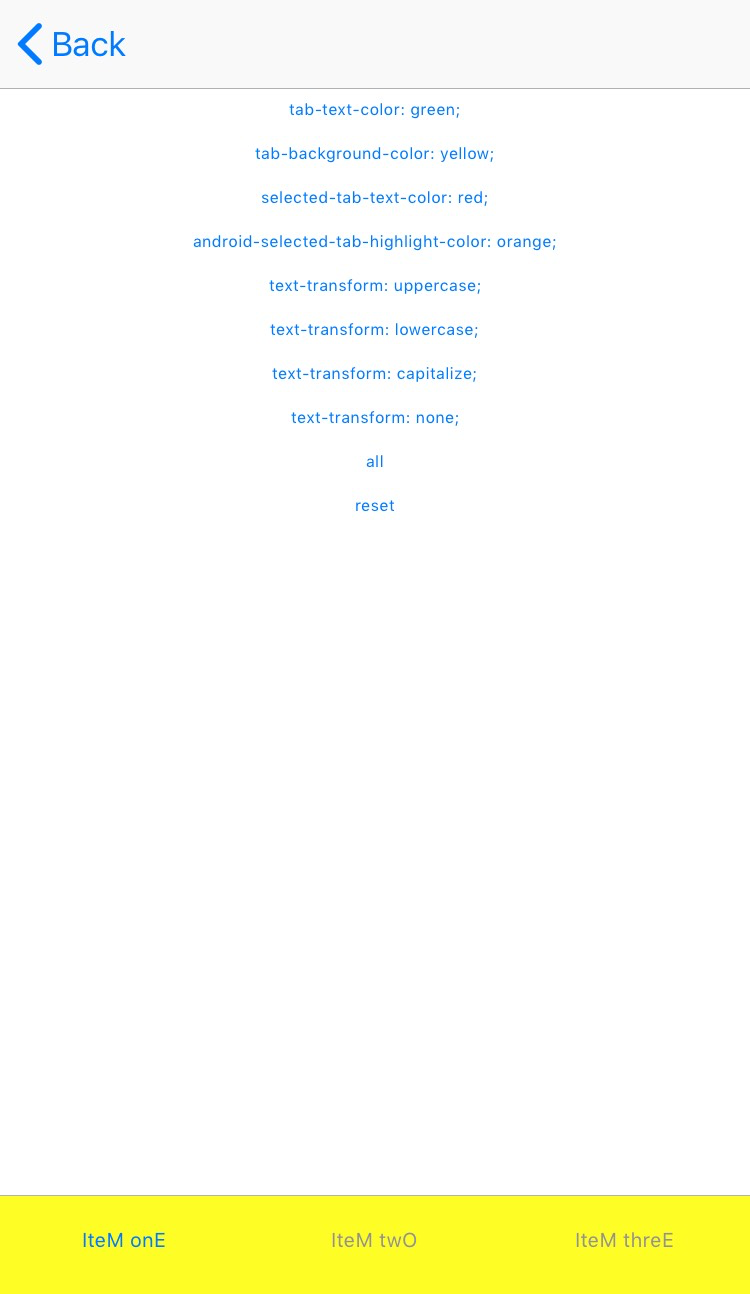 Back
tab-text-color: green;
tab-background-color: yellow;
selected-tab-text-color: red;
android-selected-tab-highlight-color: orange;
text-transform: uppercase;
text-transform: lowercase;
text-transform: capitalize;
text-transform: none;
all
reset
IteM onE IteM twO IteM threE